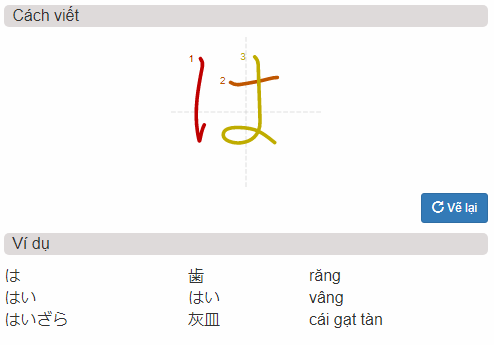 Cách viết
1 2 3
は
Vẽ lại
Ví dụ
は 歯 răng
はい はい vâng
はいざら 灰皿 cái gạt tàn